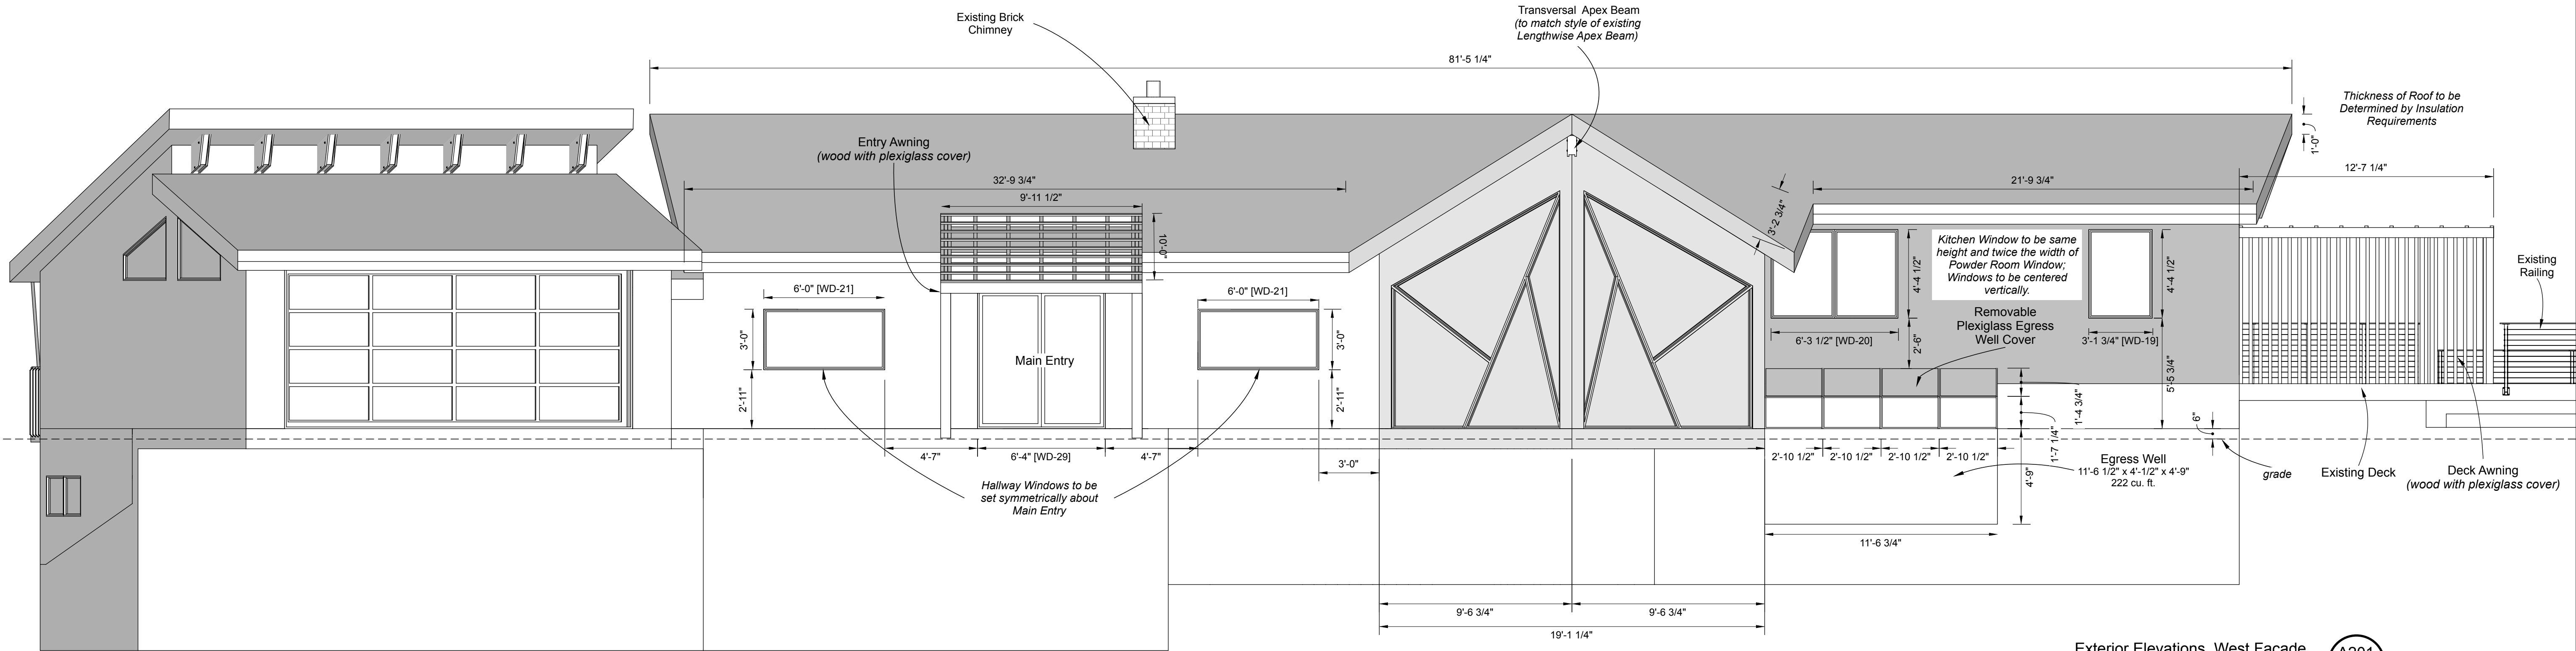 Existing Brick
Chimney
Transversal Apex Beam
(to match style of existing
Lengthwise Apex Beam)
81'-5 1/4"
Thickness of Roof to be
Determined by Insulation
Requirements
1'-0"
Entry Awning
(wood with plexiglass cover)
32'-9 3/4"
9'-11 1/2"
10'-0"
3'-2 3/4"
21'-9 3/4"
12'-7 1/4"
Kitchen Window to be same
height and twice the width of
Powder Room Window;
Windows to be centered
vertically.
4'-4 1/2"
4'-4 1/2"
Existing
Railing
6'-0" [WD-21]
6'-0" [WD-21]
3'-0"
3'-0"
Main Entry
Removable
Plexiglass Egress
Well Cover
6'-3 1/2" [WD-20]
2'-6"
3'-1 3/4" [WD-19]
5'-5 3/4"
2'-11"
2'-11"
1'-4 3/4"
1'-7 1/4"
6"
4'-7"
6'-4" [WD-29]
4'-7"
3'-0"
2'-10 1/2"
2'-10 1/2"
2'-10 1/2"
2'-10 1/2"
4'-9"
Egress Well
11'-6 1/2" x 4'-1/2" x 4'-9"
222 cu. ft.
grade
Existing Deck
Deck Awning
(wood with plexiglass cover)
Hallway Windows to be
set symmetrically about
Main Entry
11'-6 3/4"
9'-6 3/4"
9'-6 3/4"
19'-1 1/4"
Exterior Elevations, West Facade
A201